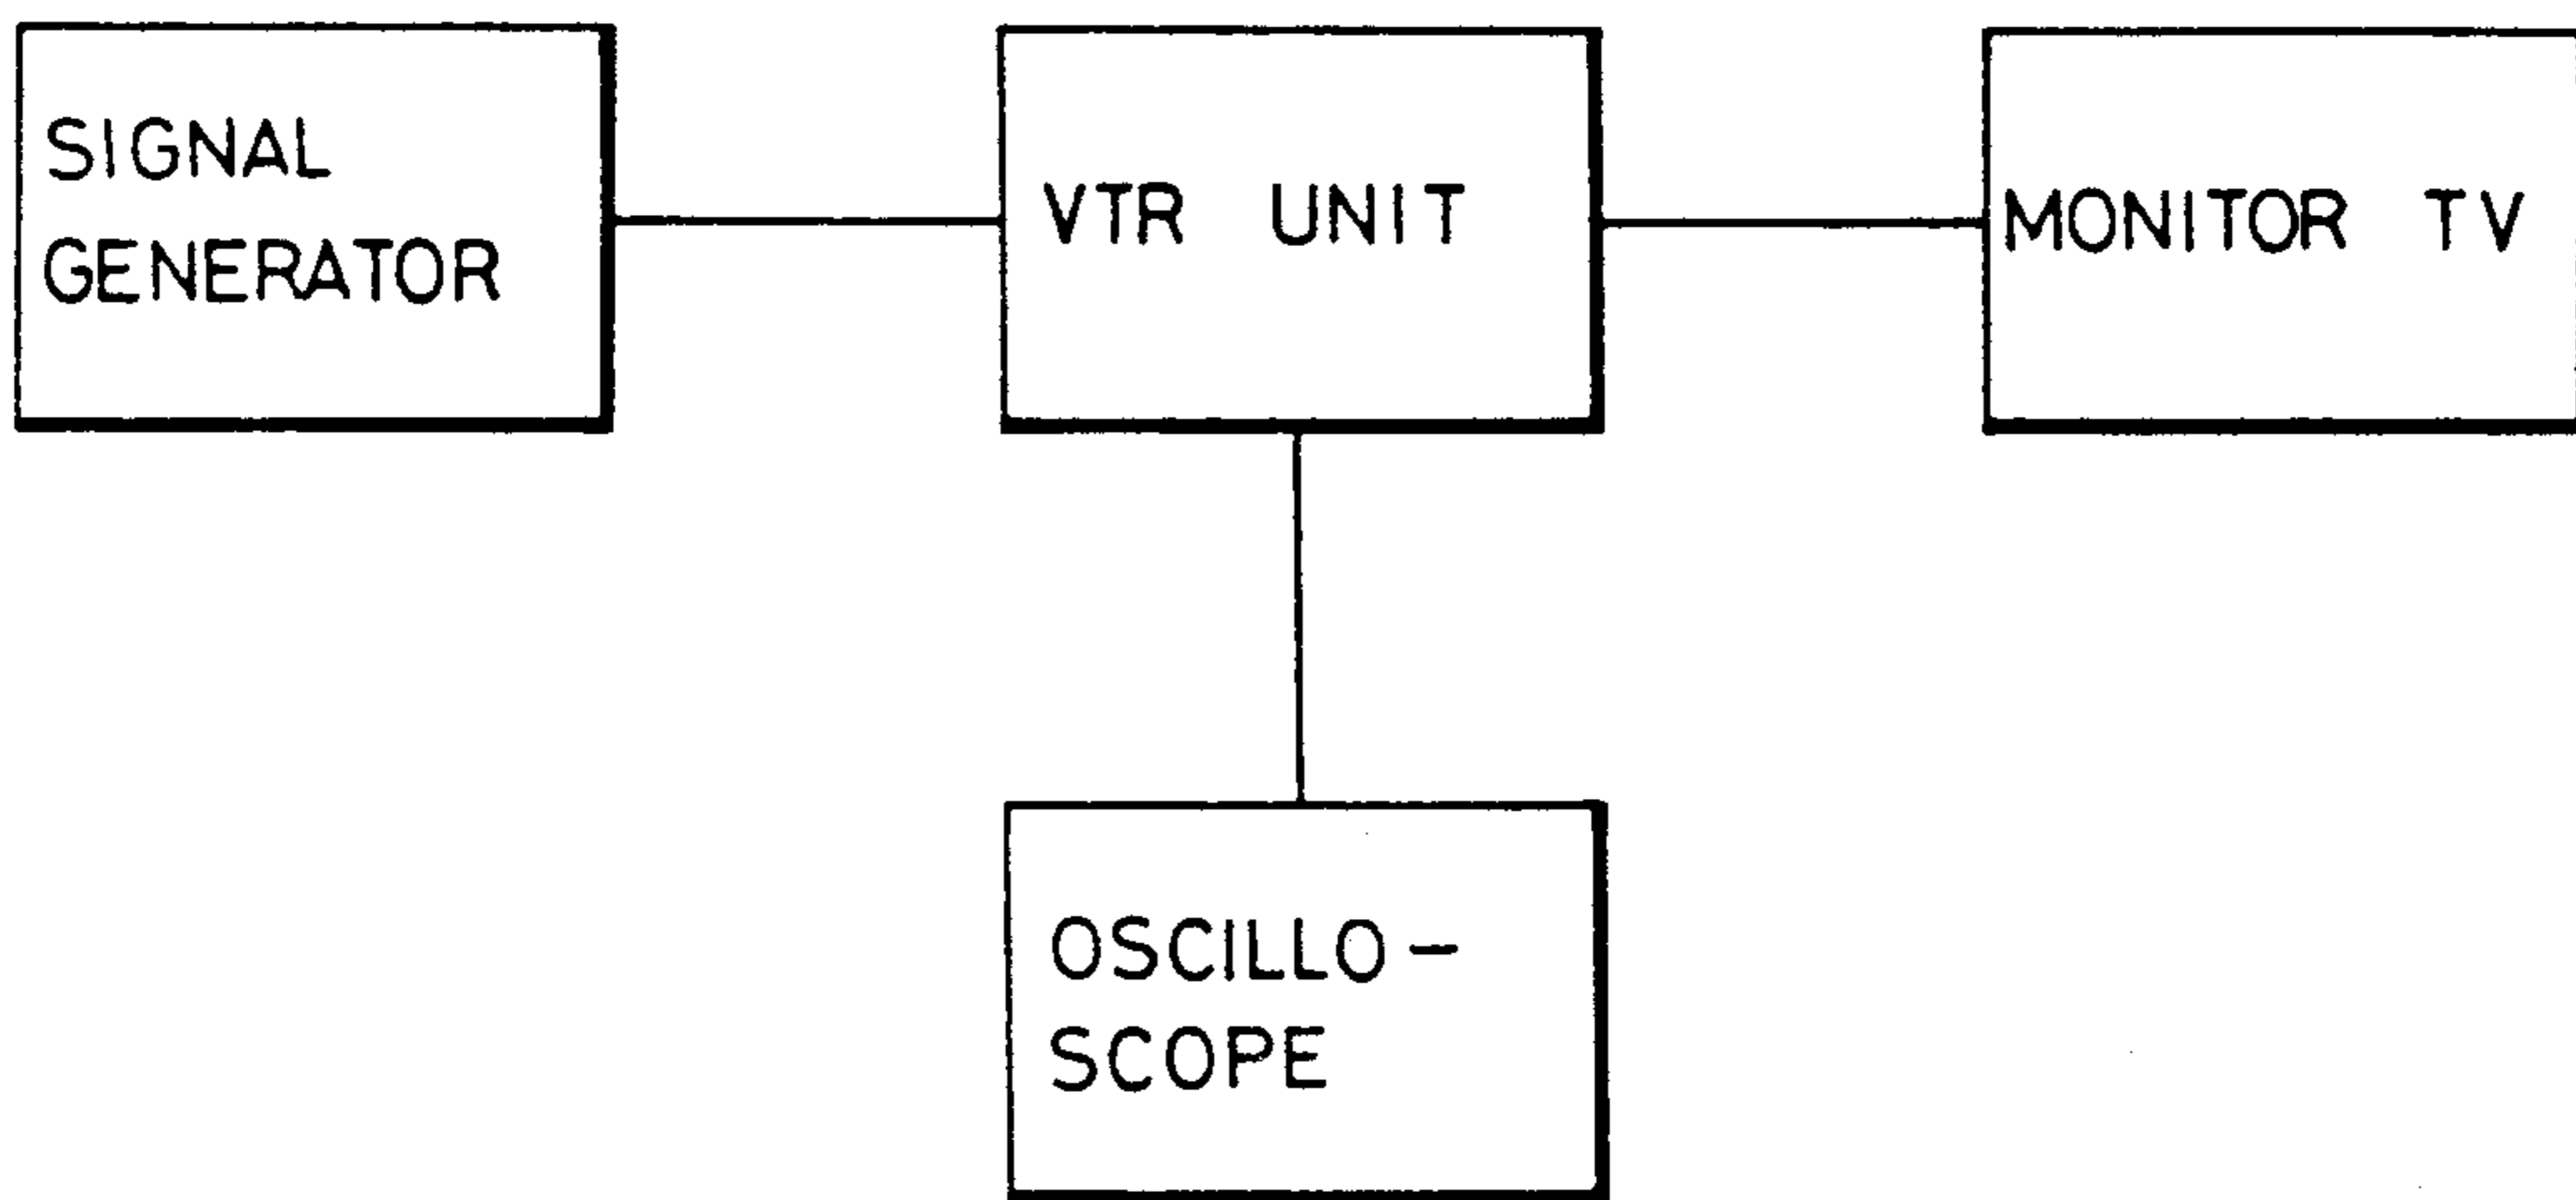 SIGNAL
GENERATOR
VTR UNIT
MONITOR TV
OSCILLO-
SCOPE